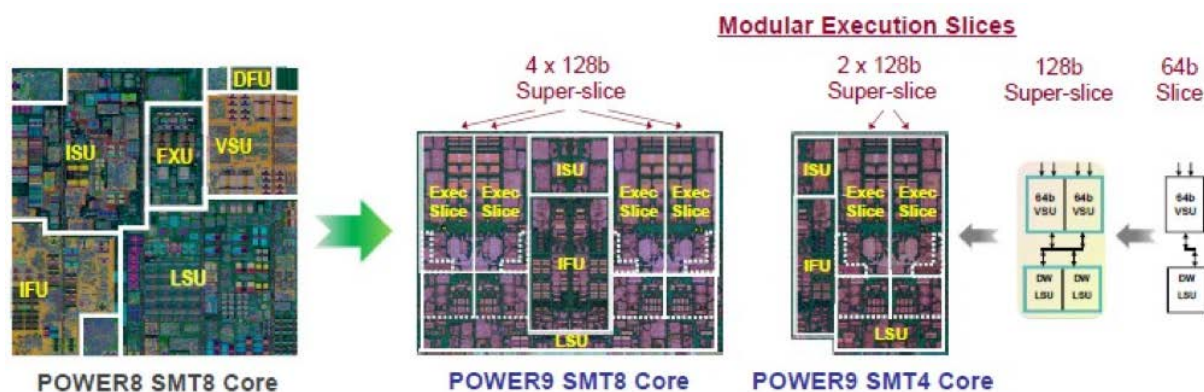 Modular Execution Slices
4 x 128b
Super-slice
2 x 128b
Super-slice
128b
Super-slice
64b
Slice
DFU
ISU
FXU
VSU
IFU
LSU
POWER8 SMT8 Core
ISU
Exec
Slice
Exec
Slice
Exec
Slice
Exec
Slice
IFU
LSU
POWER9 SMT8 Core
ISU
Exec
Slice
Exec
Slice
IFU
LSU
POWER9 SMT4 Core
64b
VSU
64b
VSU
DW
LSU
DW
LSU
64b
VSU
DW
LSU